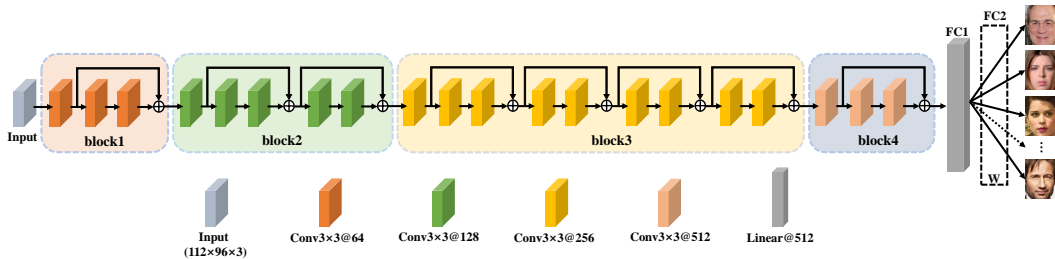 FC2
FC1
Input
block1
block2
block3
block4
W
Input
(112×96×3)
Conv3×3@64
Conv3×3@128
Conv3×3@256
Conv3×3@512
Linear@512